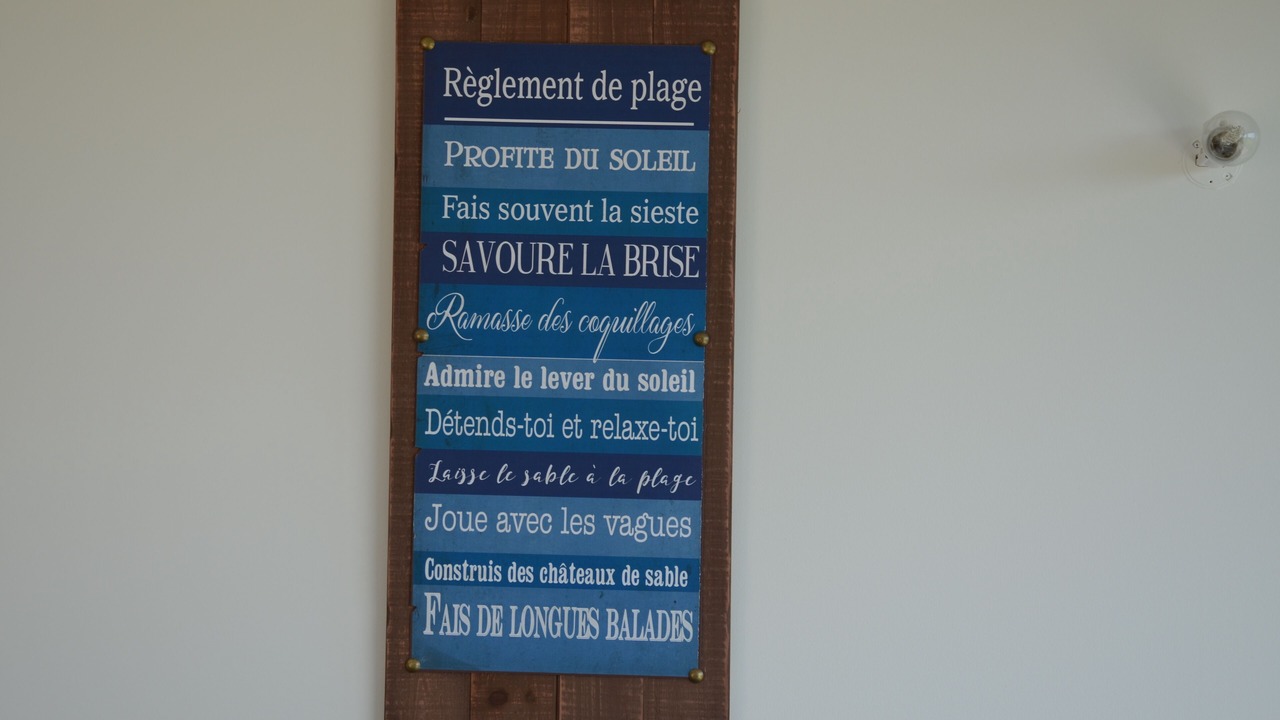 Règlement de plage
PROFITE DU SOLEIL
Fais souvent la sieste
SAVOURE LA BRISE
Ramasse des coquillages
Admire le lever du soleil
Détends-toi et relaxe-toi
Laisse le sable à la plage
Joue avec les vagues
Construis des châteaux de sable
FAIS DE LONGUES BALADES